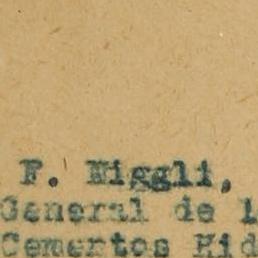 F. Niggli,
General de l
Cementos Hid